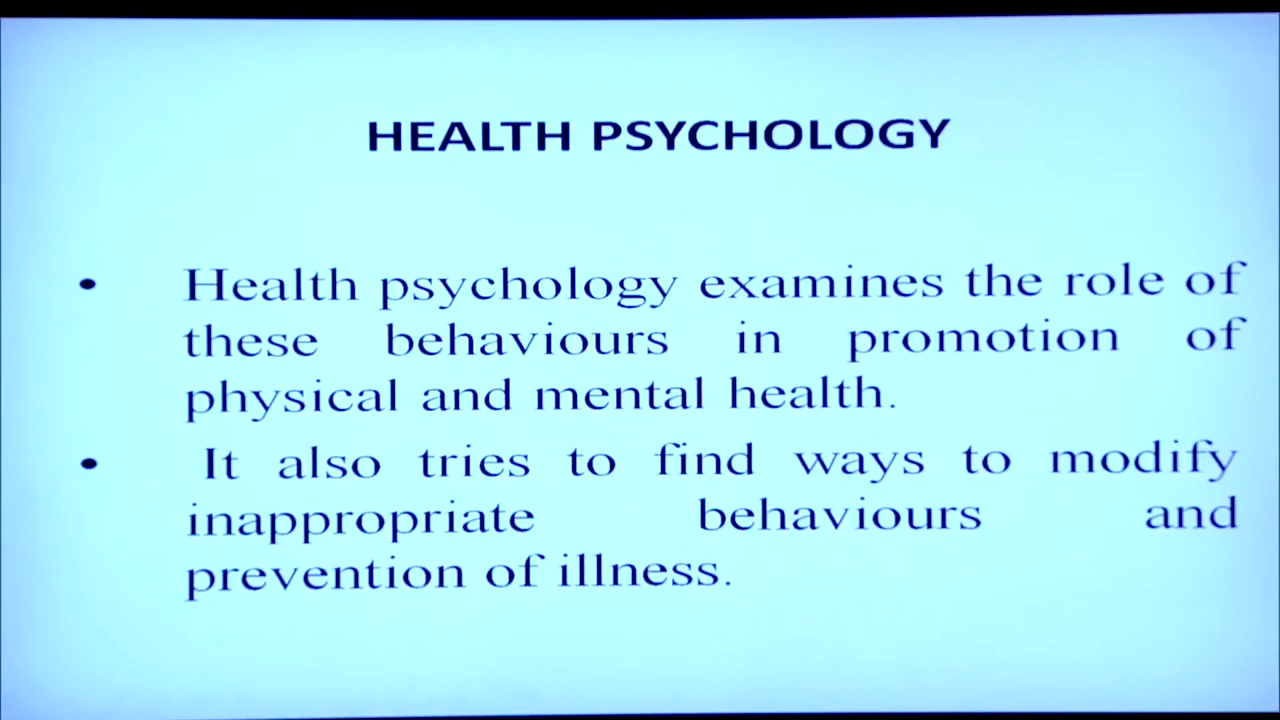 HEALTH PSYCHOLOGY
• Health psychology examines the role of
these behaviours in promotion of
physical and mental health.
• It also tries to find ways to modify
inappropriate behaviours and
prevention of illness.